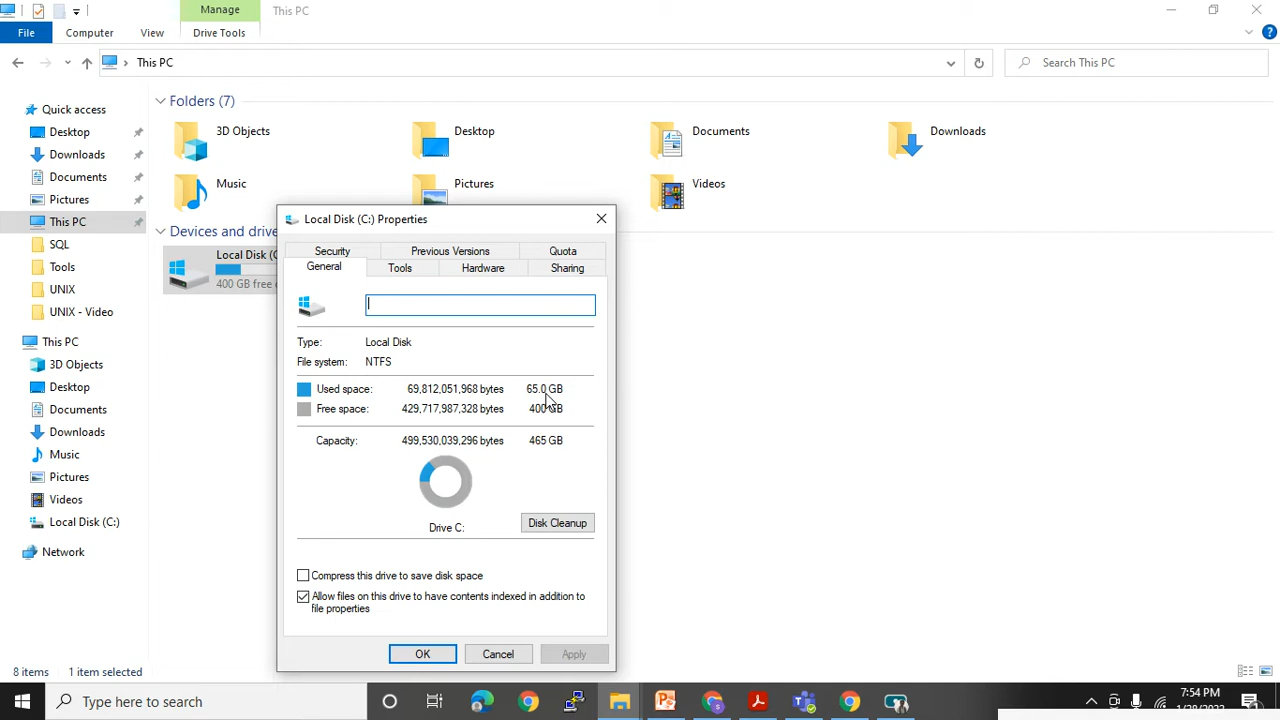 Manage
This PC
File
Computer
View
Drive Tools
This PC
Search This PC
Quick access
Desktop
Downloads
Documents
Pictures
This PC
SQL
Tools
UNIX
UNIX - Video
This PC
3D Objects
Desktop
Documents
Downloads
Music
Pictures
Videos
Local Disk (C:)
Network
Folders (7)
3D Objects
Desktop
Documents
Downloads
Music
Pictures
Videos
Devices and drive
Local Disk (C
400 GB free
Local Disk (C:) Properties
Security
Previous Versions
Quota
General
Tools
Hardware
Sharing
Type: Local Disk
File system: NTFS
Used space: 69,812,051,968 bytes 65.0 GB
Free space: 429,717,987,328 bytes 400 GB
Capacity: 499,530,039,296 bytes 465 GB
Drive C:
Disk Cleanup
Compress this drive to save disk space
Allow files on this drive to have contents indexed in addition to
file properties
OK
Cancel
Apply
8 items
1 item selected
Type here to search
7:54 PM